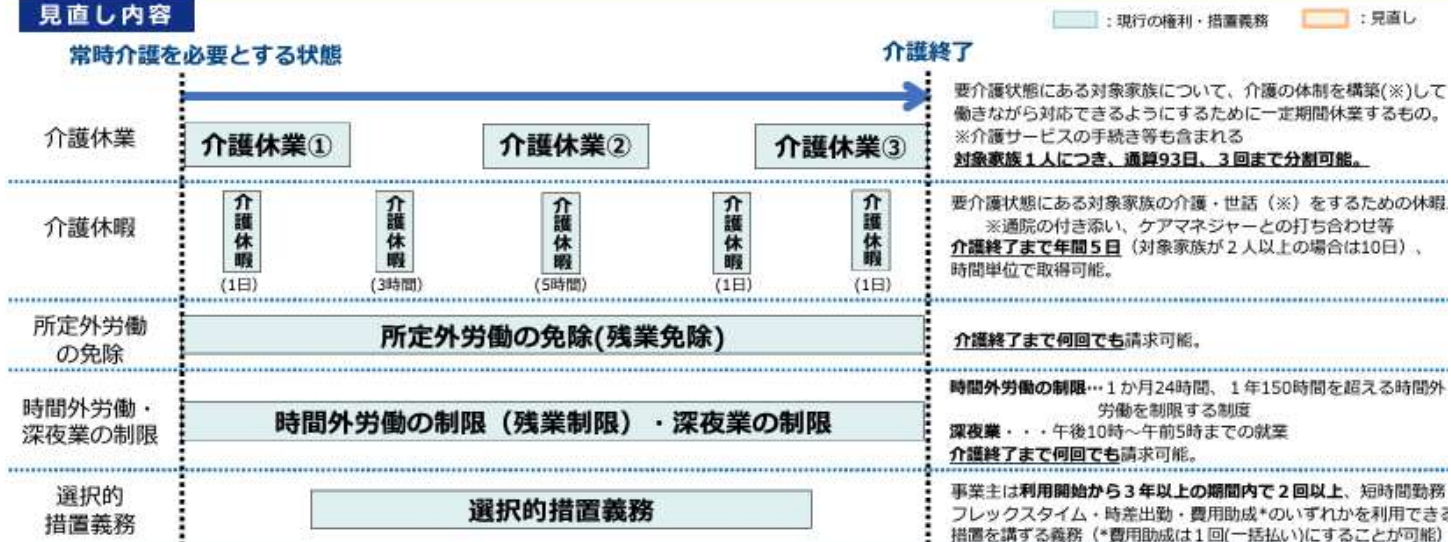 見直し内容
：現行の権利・措置義務
：見直し
常時介護を必要とする状態
介護終了
介護休業
介護休業①
介護休業②
介護休業③
要介護状態にある対象家族について、介護の体制を構築(※)して
働きながら対応できるようにするために一定期間休業するもの。
※介護サービスの手続き等も含まれる
対象家族１人につき、通算93日、３回まで分割可能。
介護休暇
介護休暇
(1日)
介護休暇
(3時間)
介護休暇
(5時間)
介護休暇
(1日)
介護休暇
(1日)
要介護状態にある対象家族の介護・世話（※）をするための休暇
※通院の付き添い、ケアマネジャーとの打ち合わせ等
介護終了まで年間５日（対象家族が２人以上の場合は10日）、
時間単位で取得可能。
所定外労働
の免除
所定外労働の免除(残業免除)
介護終了まで何回でも請求可能。
時間外労働・
深夜業の制限
時間外労働の制限（残業制限）・深夜業の制限
時間外労働の制限…１か月24時間、１年150時間を超える時間外
労働を制限する制度
深夜業・・・午後10時～午前5時までの就業
介護終了まで何回でも請求可能。
選択的
措置義務
選択的措置義務
事業主は利用開始から３年以上の期間内で２回以上、短時間勤務
フレックスタイム・時差出勤・費用助成*のいずれかを利用できる
措置を講ずる義務（*費用助成は１回(一括払い)にすることが可能）